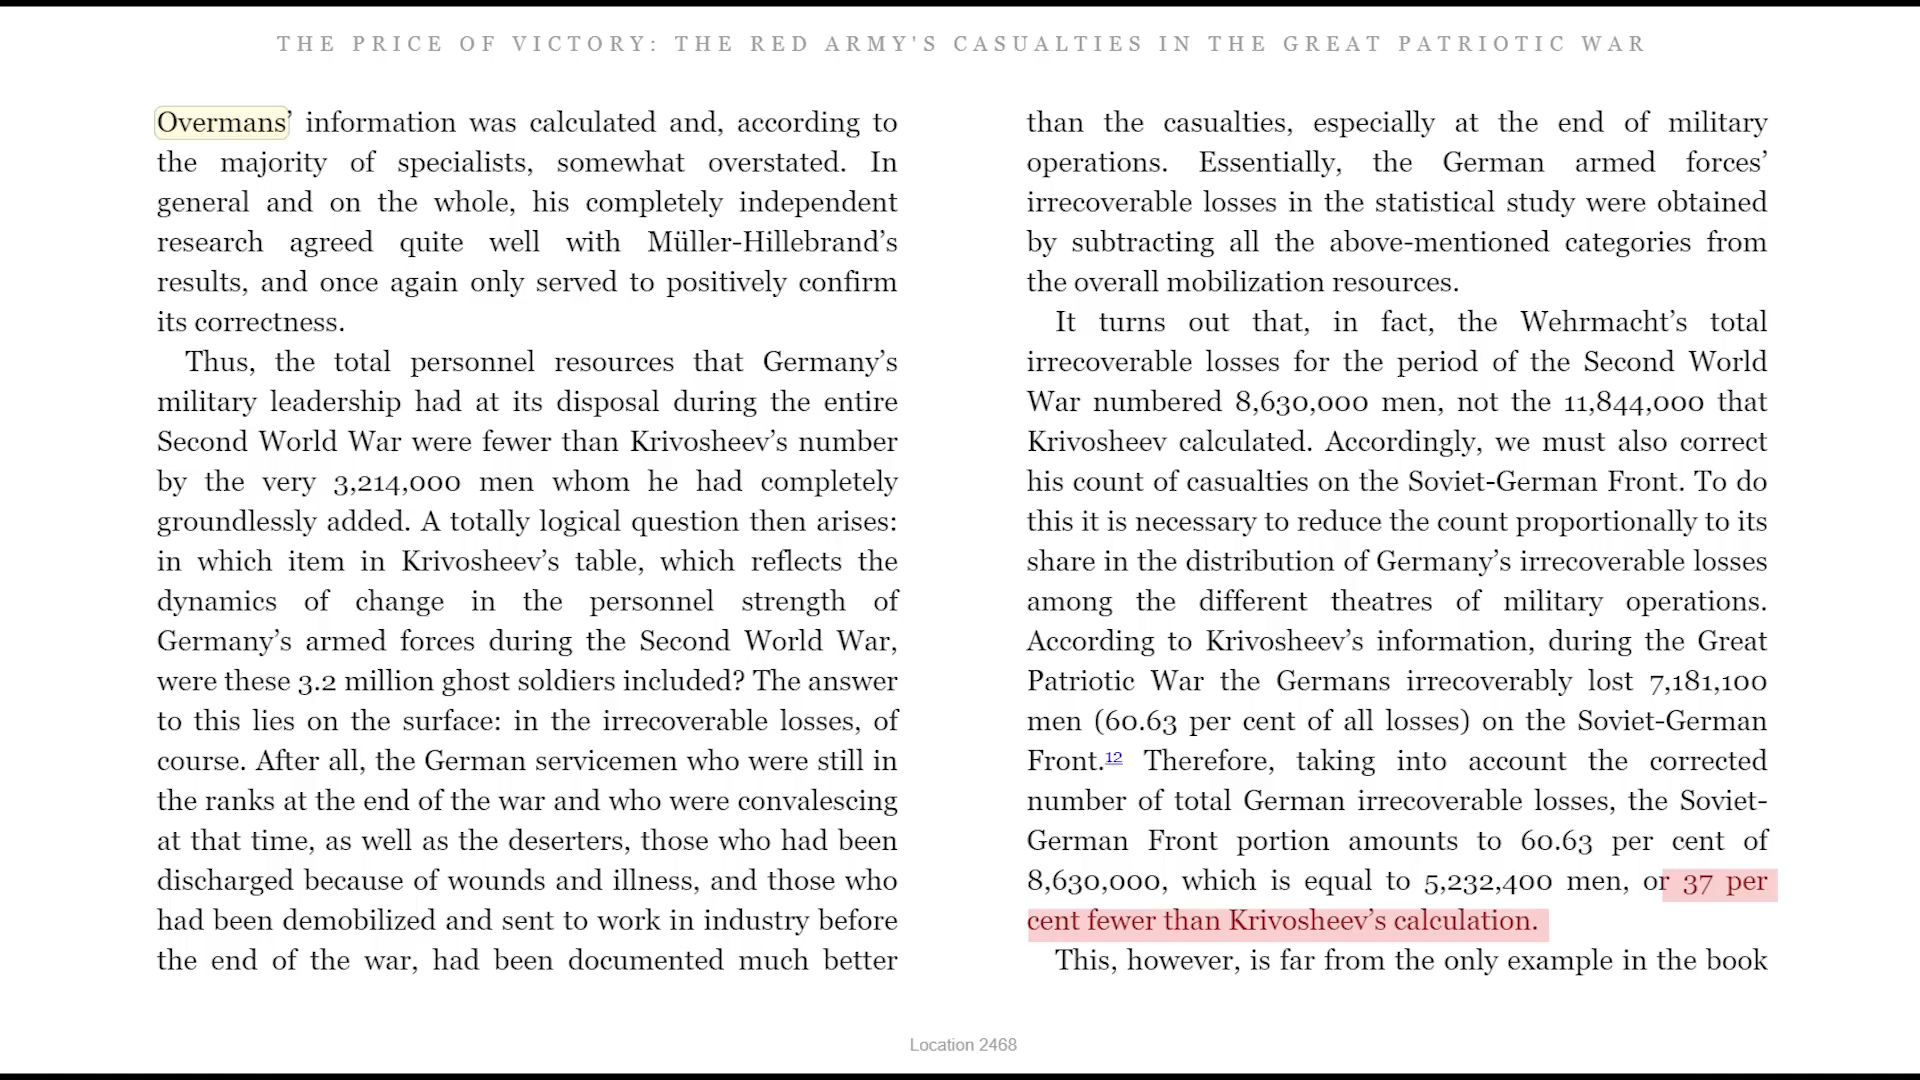 THE PRICE OF VICTORY: THE RED ARMY'S CASUALTIES IN THE GREAT PATRIOTIC WAR
Overmans’ information was calculated and, according to
the majority of specialists, somewhat overstated. In
general and on the whole, his completely independent
research agreed quite well with Müller-Hillebrand’s
results, and once again only served to positively confirm
its correctness.
Thus, the total personnel resources that Germany’s
military leadership had at its disposal during the entire
Second World War were fewer than Krivosheev’s number
by the very 3,214,000 men whom he had completely
groundlessly added. A totally logical question then arises:
in which item in Krivosheev’s table, which reflects the
dynamics of change in the personnel strength of
Germany’s armed forces during the Second World War,
were these 3.2 million ghost soldiers included? The answer
to this lies on the surface: in the irrecoverable losses, of
course. After all, the German servicemen who were still in
the ranks at the end of the war and who were convalescing
at that time, as well as the deserters, those who had been
discharged because of wounds and illness, and those who
had been demobilized and sent to work in industry before
the end of the war, had been documented much better
than the casualties, especially at the end of military
operations. Essentially, the German armed forces’
irrecoverable losses in the statistical study were obtained
by subtracting all the above-mentioned categories from
the overall mobilization resources.
It turns out that, in fact, the Wehrmacht’s total
irrecoverable losses for the period of the Second World
War numbered 8,630,000 men, not the 11,844,000 that
Krivosheev calculated. Accordingly, we must also correct
his count of casualties on the Soviet-German Front. To do
this it is necessary to reduce the count proportionally to its
share in the distribution of Germany’s irrecoverable losses
among the different theatres of military operations.
According to Krivosheev’s information, during the Great
Patriotic War the Germans irrecoverably lost 7,181,100
men (60.63 per cent of all losses) on the Soviet-German
Front.12 Therefore, taking into account the corrected
number of total German irrecoverable losses, the Soviet-
German Front portion amounts to 60.63 per cent of
8,630,000, which is equal to 5,232,400 men, or 37 per
cent fewer than Krivosheev’s calculation.
This, however, is far from the only example in the book
Location 2468